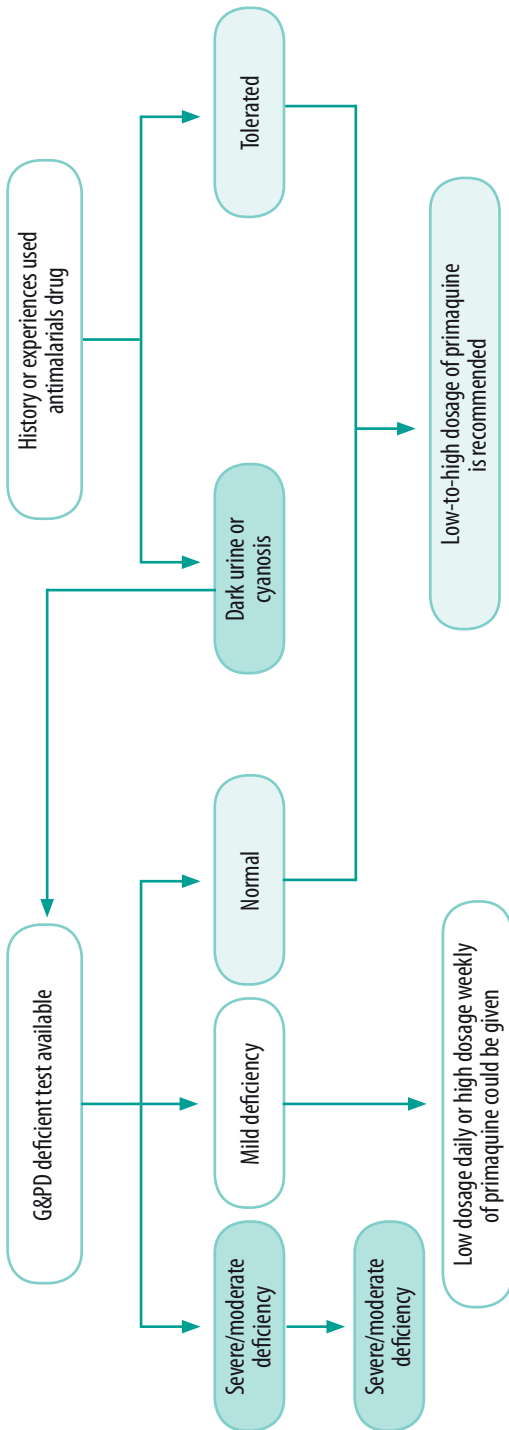 G&PD deficient test available
History or experiences used
antimalarials drug
Severe/moderate
deficiency
Mild deficiency
Normal
Dark urine or
cyanosis
Tolerated
Severe/moderate
deficiency
Low dosage daily or high dosage weekly
of primaquine could be given
Low-to-high dosage of primaquine
is recommended